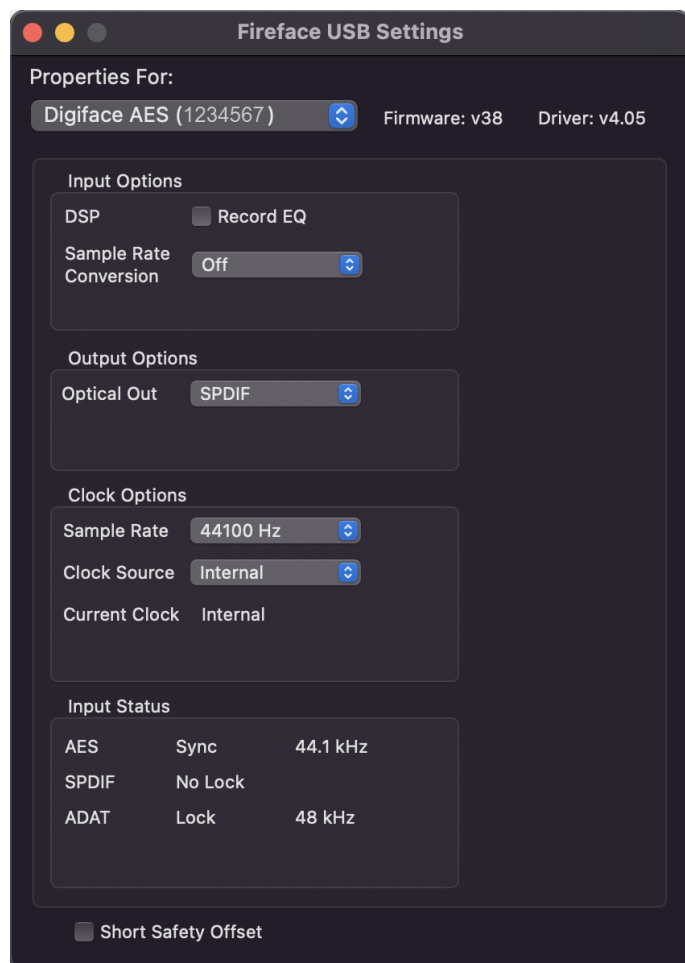 Fireface USB Settings
Properties For:
Digiface AES (1234567) Firmware: v38 Driver: v4.05
Input Options
DSP Record EQ
Sample Rate
Conversion Off
Output Options
Optical Out SPDIF
Clock Options
Sample Rate 44100 Hz
Clock Source Internal
Current Clock Internal
Input Status
AES Sync 44.1 kHz
SPDIF No Lock
ADAT Lock 48 kHz
Short Safety Offset